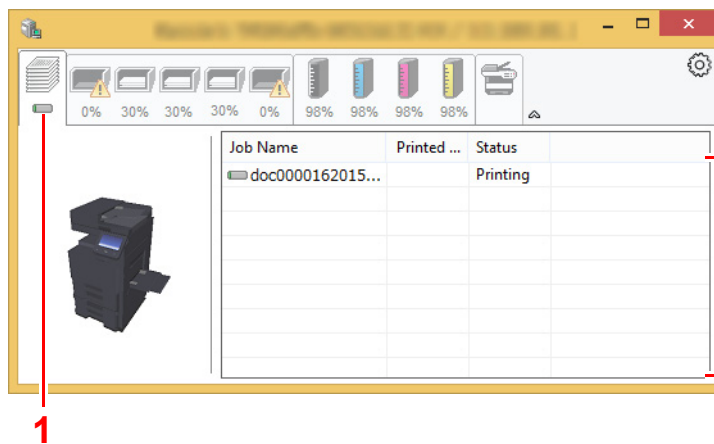 0% 30% 30% 30% 0% 98% 98% 98% 98%
Job Name Printed ... Status
doc0000162015... Printing
1